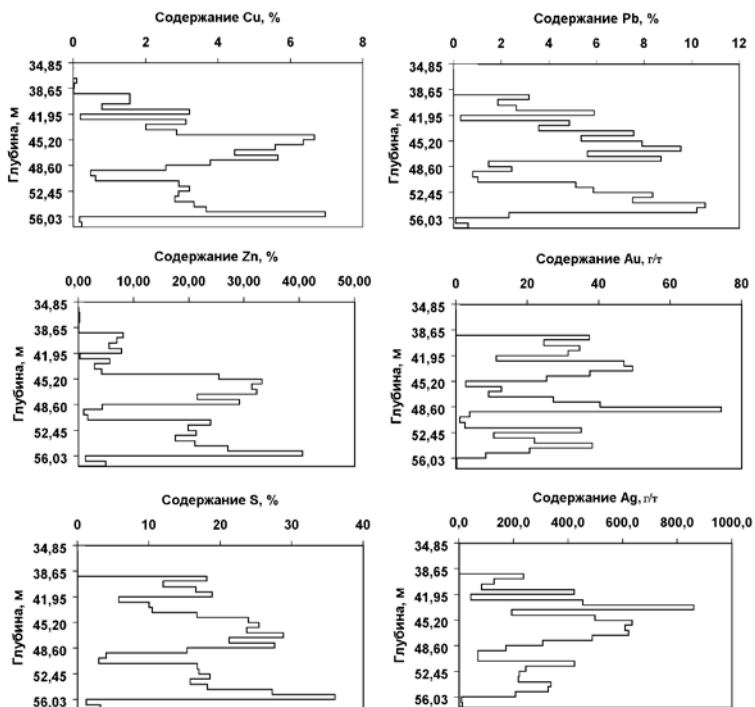 Содержание Cu, %
0 2 4 6 8
Глубина, м
34,85
38,65
41,95
45,20
48,60
52,45
56,03
Содержание Pb, %
0 2 4 6 8 10 12
Глубина, м
34,85
38,65
41,95
45,20
48,60
52,45
56,03
Содержание Zn, %
0,00 10,00 20,00 30,00 40,00 50,00
Глубина, м
34,85
38,65
41,95
45,20
48,60
52,45
56,03
Содержание Au, г/т
0 20 40 60 80
Глубина, м
34,85
38,65
41,95
45,20
48,60
52,45
56,03
Содержание S, %
0 10 20 30 40
Глубина, м
34,85
38,65
41,95
45,20
48,60
52,45
56,03
Содержание Ag, г/т
0,0 200,0 400,0 600,0 800,0 1000,0
Глубина, м
34,85
38,65
41,95
45,20
48,60
52,45
56,03